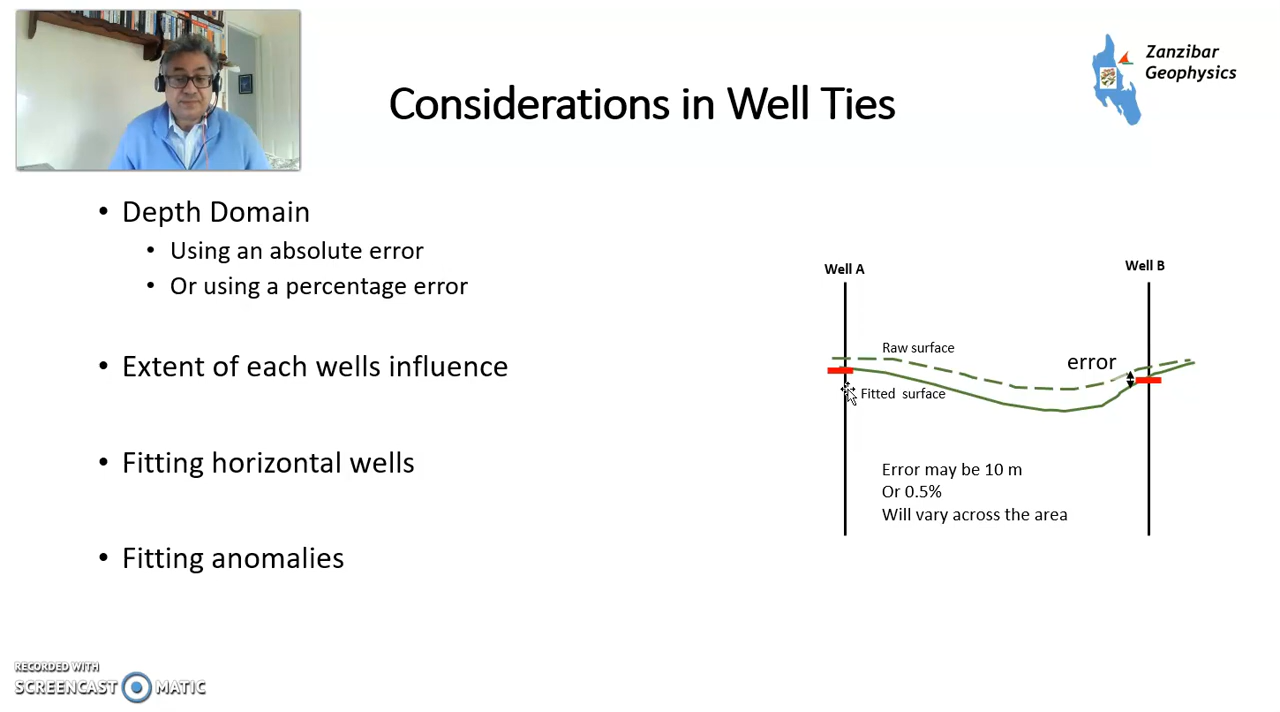 Zanzibar
Geophysics
Considerations in Well Ties
• Depth Domain
• Using an absolute error
• Or using a percentage error
• Extent of each wells influence
• Fitting horizontal wells
• Fitting anomalies
Well A
Well B
Raw surface
error
Fitted surface
Error may be 10 m
Or 0.5%
Will vary across the area
RECORDED WITH
SCREENCAST MATIC